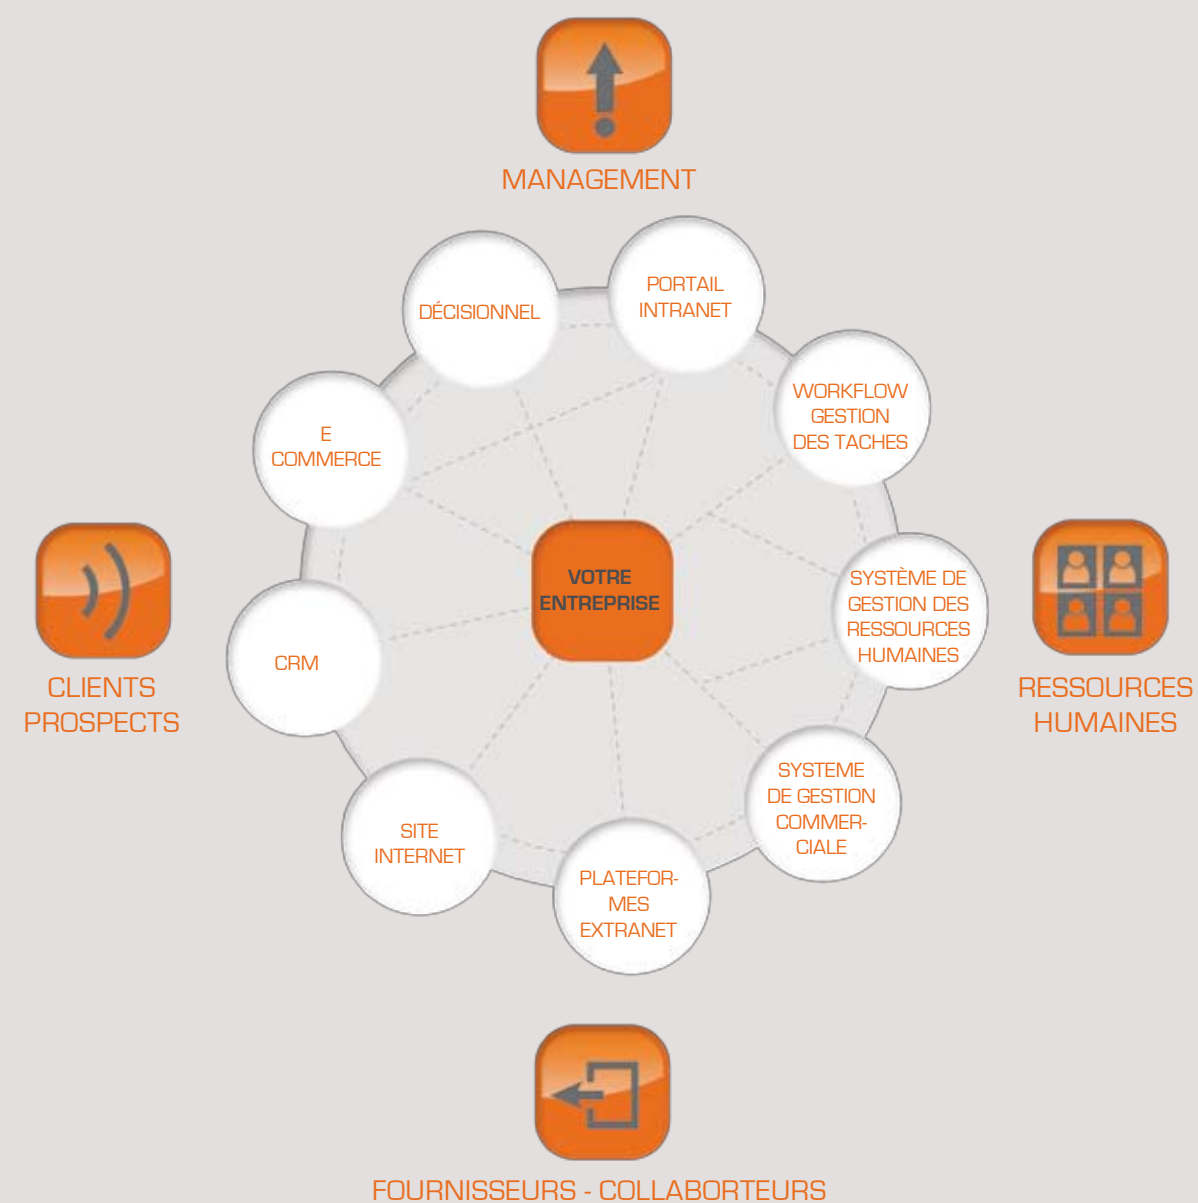 MANAGEMENT
DÉCISIONNEL
PORTAIL
INTRANET
WORKFLOW
GESTION
DES TACHES
E
COMMERCE
VOTRE
ENTREPRISE
SYSTÈME DE
GESTION DES
RESSOURCES
HUMAINES
CLIENTS
PROSPECTS
CRM
RESSOURCES
HUMAINES
SITE
INTERNET
PLATEFOR-
MES
EXTRANET
SYSTEME
DE GESTION
COMMER-
CIALE
FOURNISSEURS - COLLABORTEURS